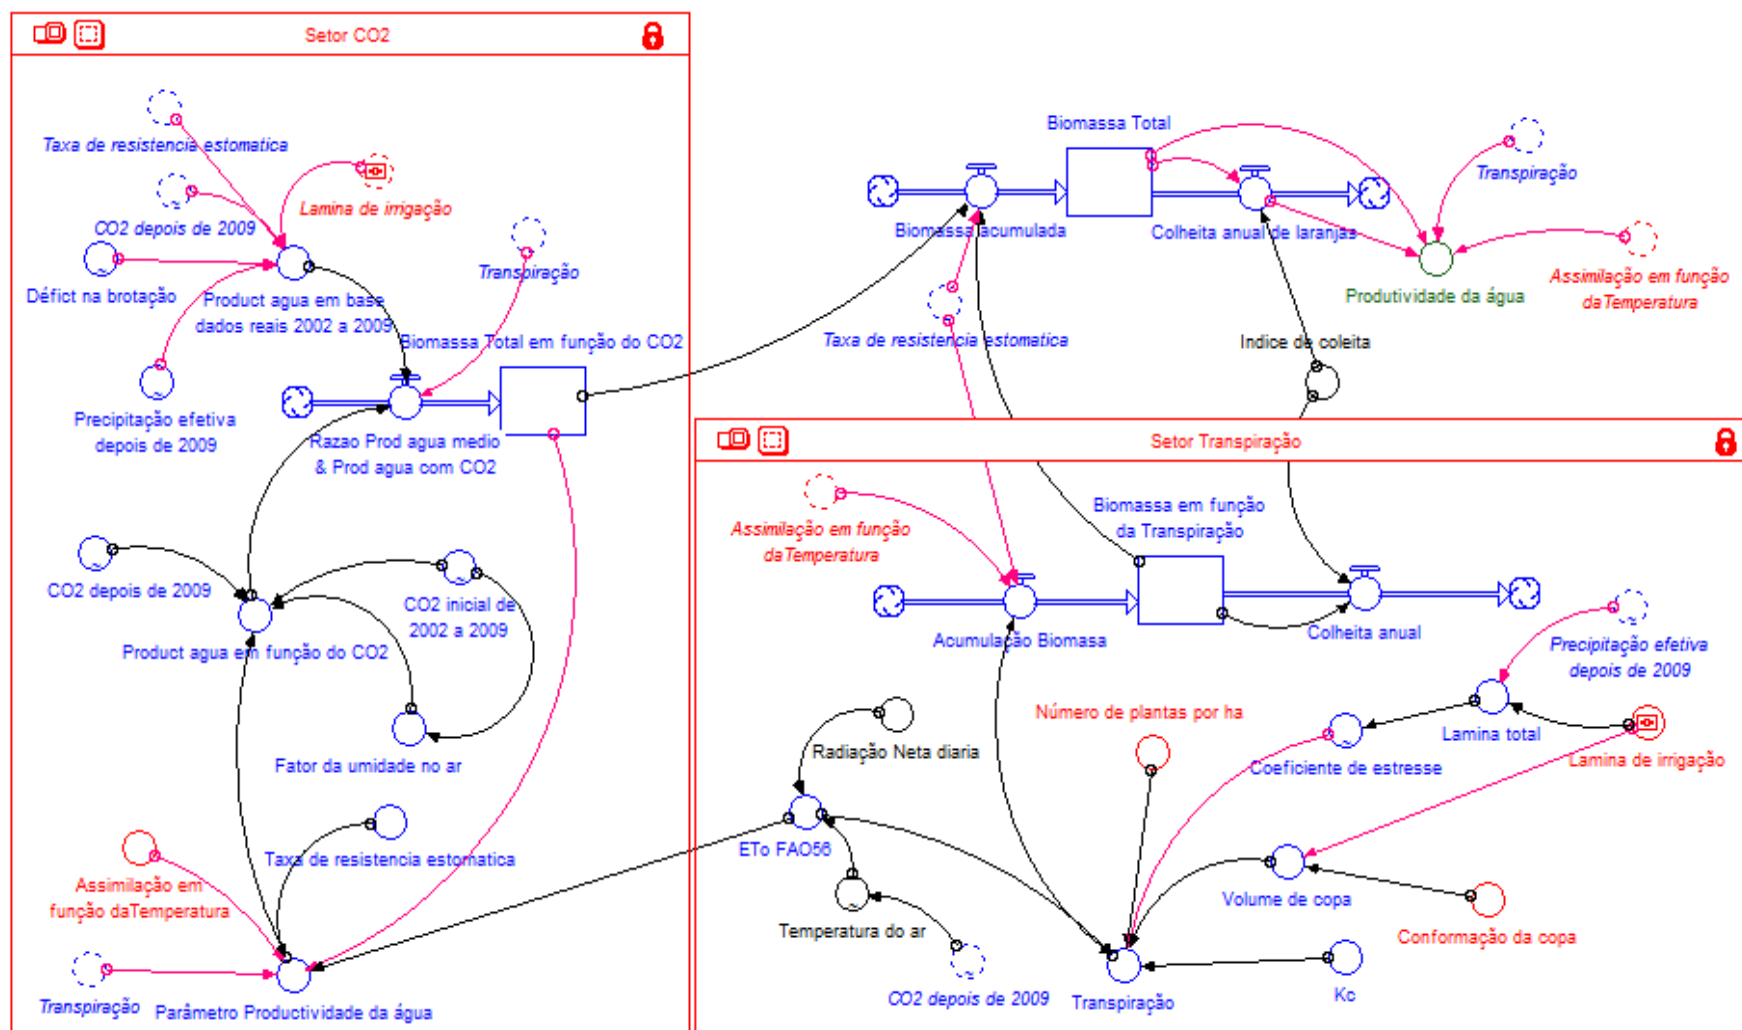 Setor CO2
Taxa de resistencia estomatica
CO2 depois de 2009
Lamina de irrigação
Défict na brotação
Product agua em base
dados reais 2002 a 2009
Transpiração
Precipitação efetiva
depois de 2009
Biomassa Total em função do CO2
Razao Prod agua medio
& Prod agua com CO2
CO2 depois de 2009
CO2 inicial de
2002 a 2009
Product agua em função do CO2
Fator da umidade no ar
Taxa de resistencia estomatica
Assimilação em
função daTemperatura
Transpiração
Parâmetro Productividade da água
Biomassa Total
Biomassa acumulada
Colheita anual de laranjas
Transpiração
Produtividade da água
Assimilação em função
daTemperatura
Taxa de resistencia estomatica
Indice de coleita
Setor Transpiração
Assimilação em função
daTemperatura
Biomassa em função
da Transpiração
Acumulação Biomasa
Colheita anual
Precipitação efetiva
depois de 2009
Número de plantas por ha
Radiação Neta diaria
Lamina total
Coeficiente de estresse
Lamina de irrigação
ETo FAO56
Volume de copa
Temperatura do ar
Conformação da copa
CO2 depois de 2009
Transpiração
Kc